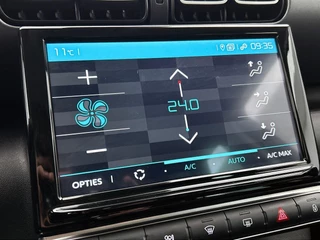 11°C
09:35
24.0
A/C
AUTO
A/C MAX
OPTIES